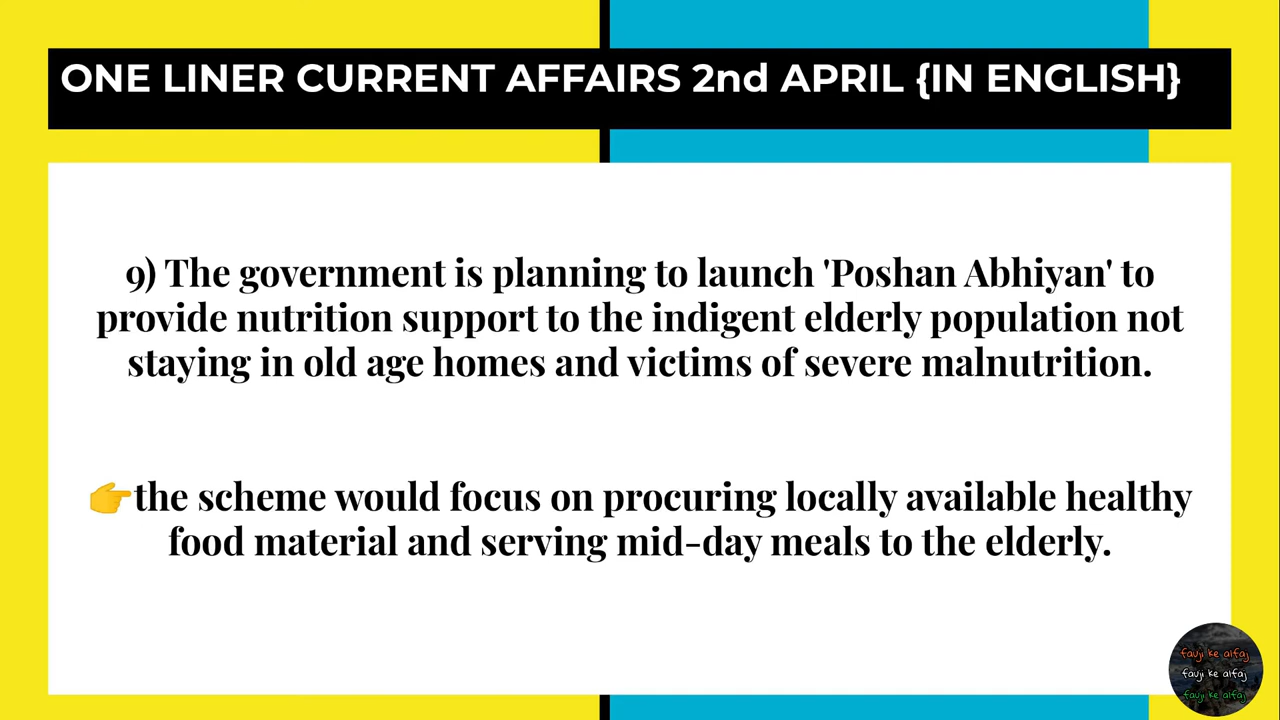 ONE LINER CURRENT AFFAIRS 2nd APRIL {IN ENGLISH}
9) The government is planning to launch 'Poshan Abhiyan' to
provide nutrition support to the indigent elderly population not
staying in old age homes and victims of severe malnutrition.
👉the scheme would focus on procuring locally available healthy
food material and serving mid-day meals to the elderly.
fauji ke alfaj
fauji ke alfaj
fauji ke alfaj